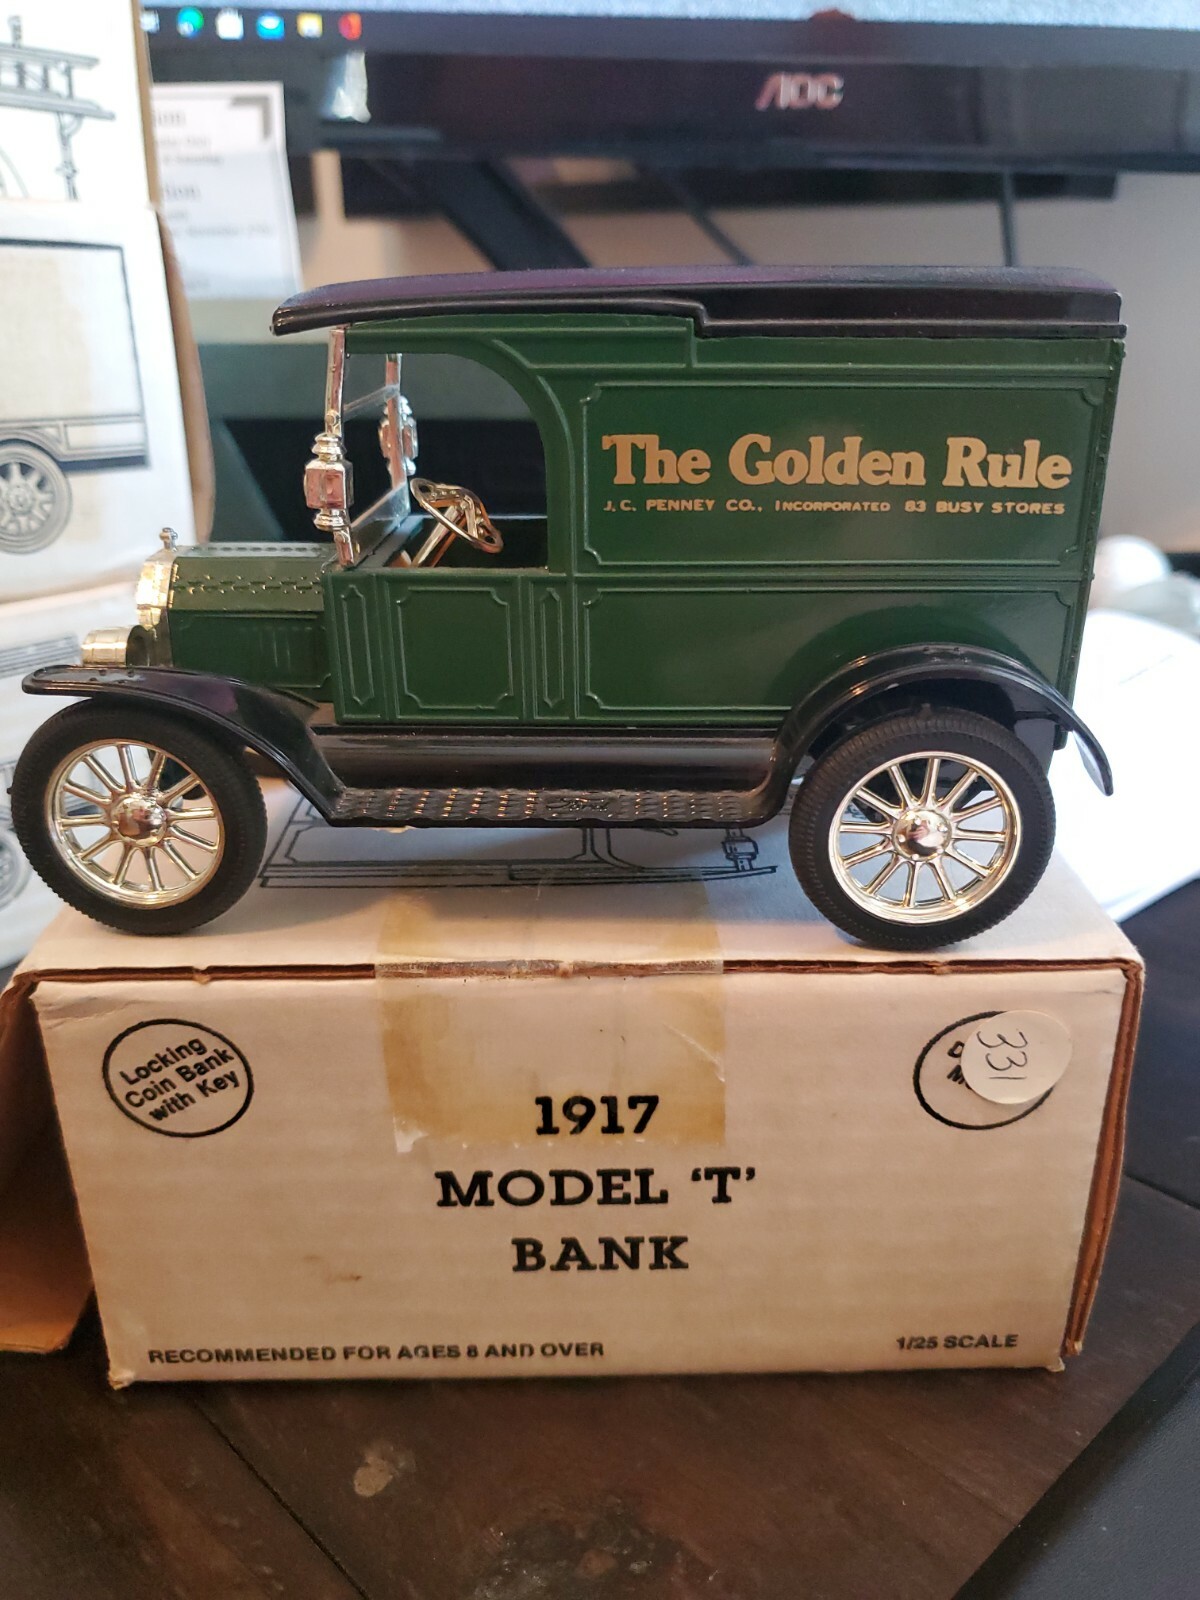 AOC
The Golden Rule
J. C. PENNEY CO., INCORPORATED 83 BUSY STORES
Locking
Coin Bank
with Key
331
1917
MODEL 'T'
BANK
RECOMMENDED FOR AGES 8 AND OVER
1/25 SCALE